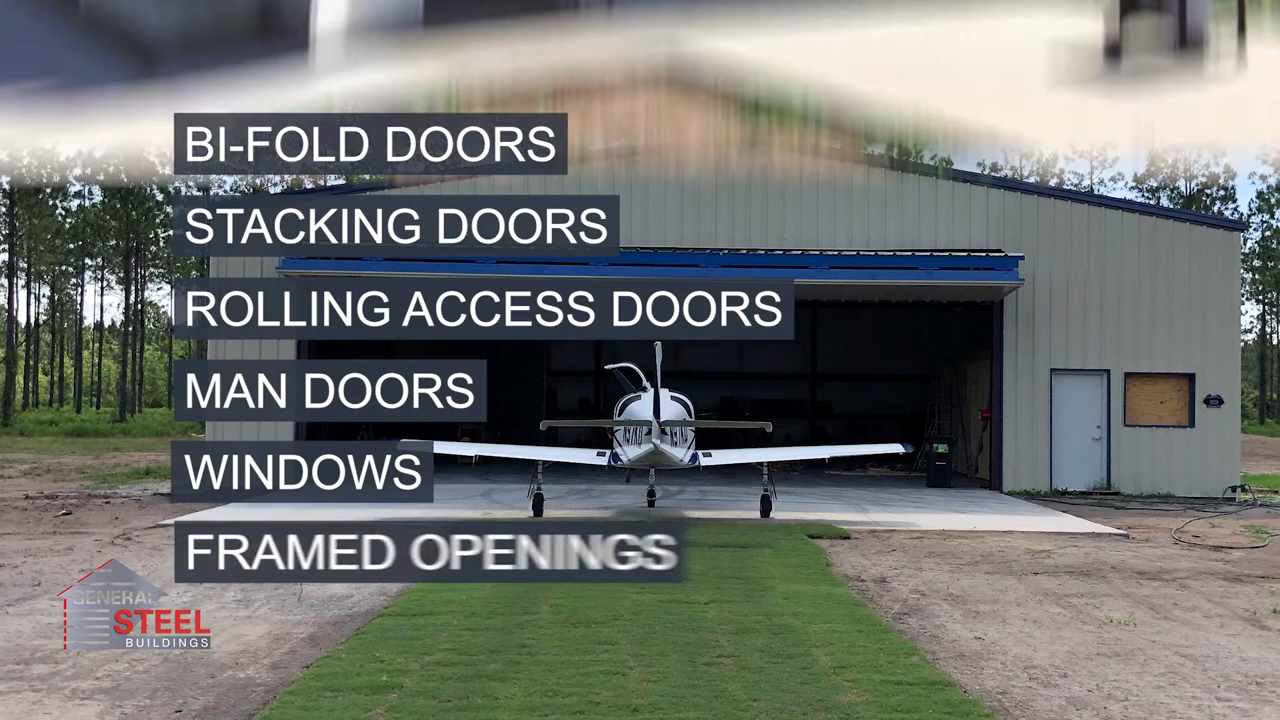 BI-FOLD DOORS
STACKING DOORS
ROLLING ACCESS DOORS
MAN DOORS
WINDOWS
FRAMED OPENINGS
GENERAL
STEEL
BUILDINGS